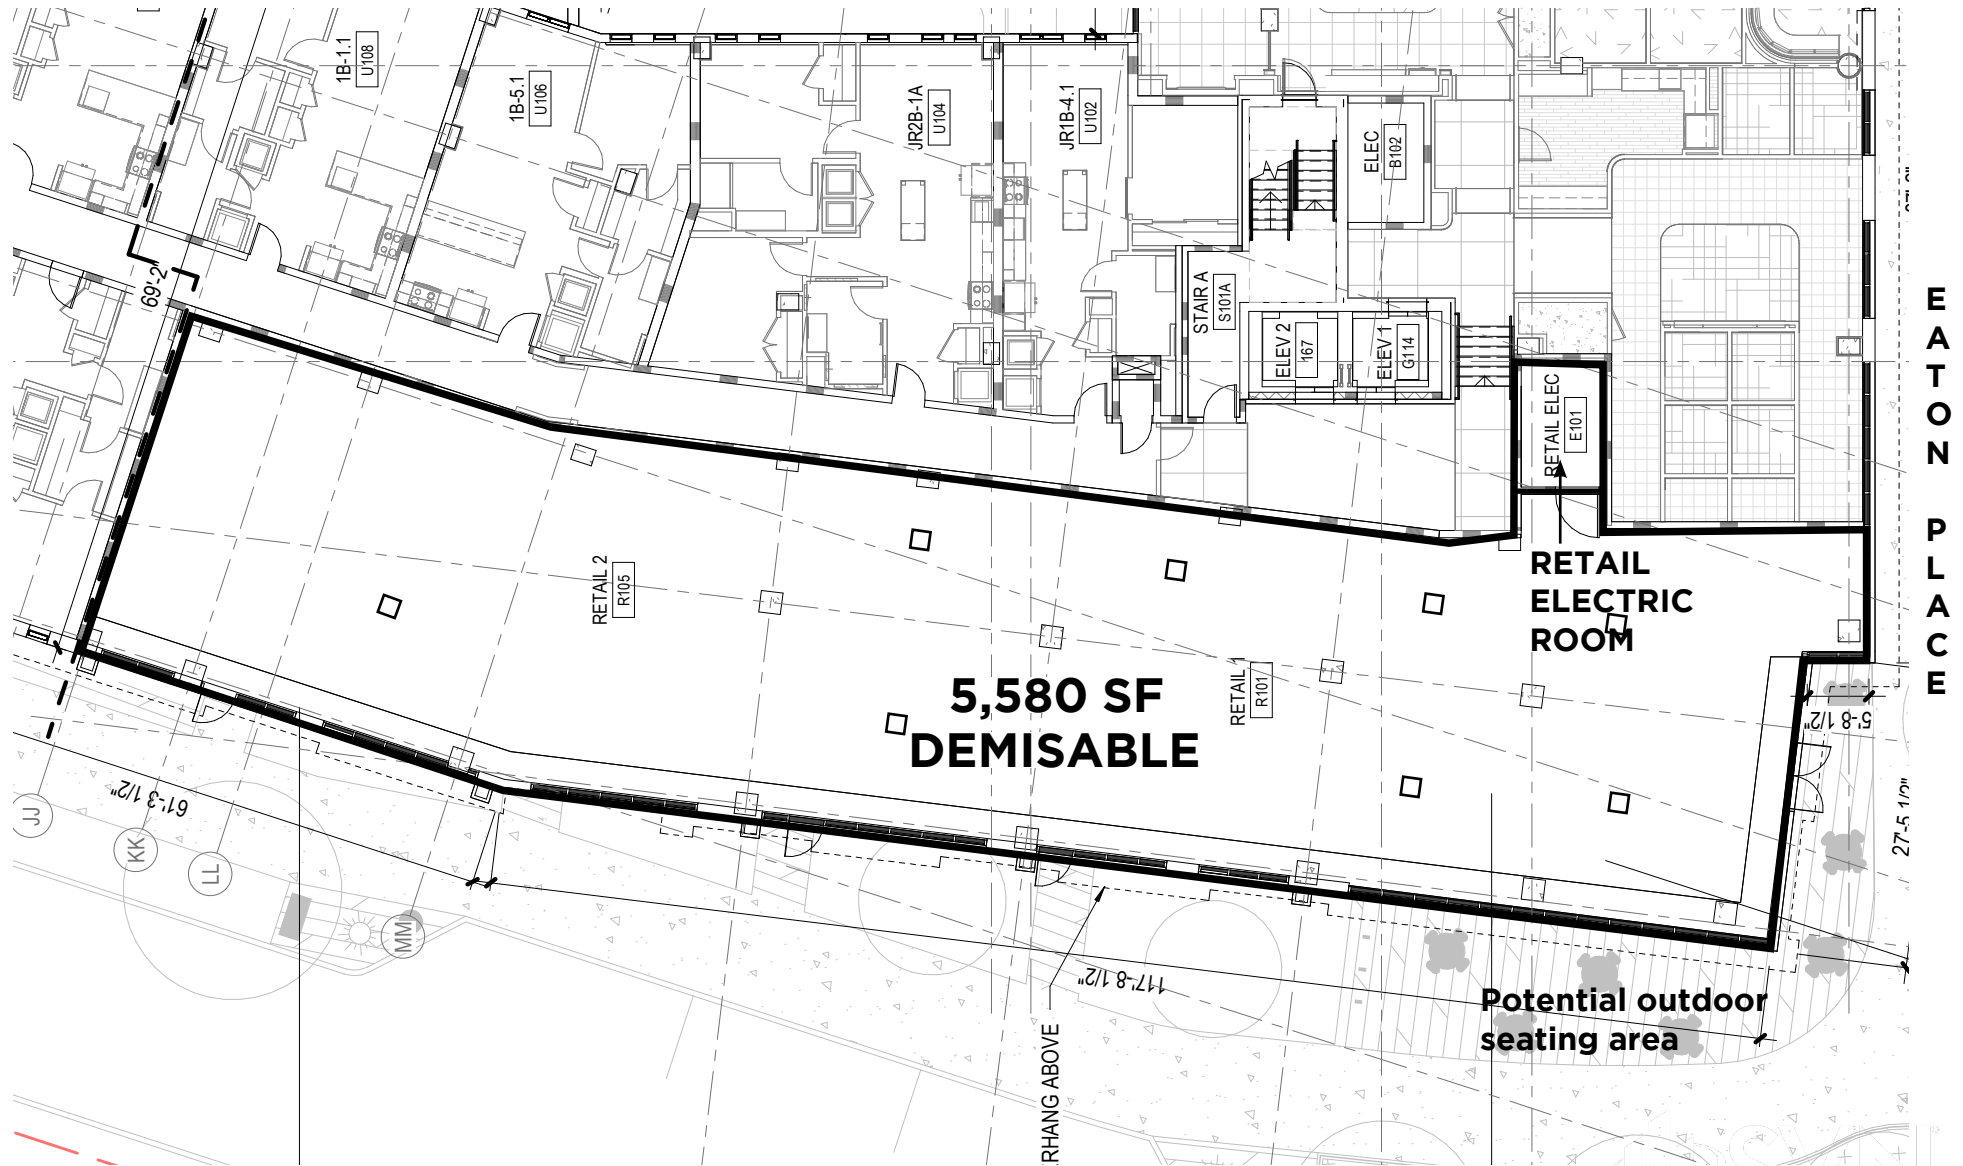 1B-1.1
U108
1B-5.1
U106
JR2B-1A
U104
JR1B-4.1
U102
ELEC
B102
STAIR A
S101A
ELEV 2
167
ELEV 1
G114
RETAIL ELEC
E101
69'-2"
EATON PLACE
RETAIL
ELECTRIC
ROOM
RETAIL 2
R105
RETAIL 1
R101
5,580 SF
DEMISABLE
5'-8 1/2"
27'-5 1/2"
61'-3 1/2"
117'-8 1/2"
JJ
KK
LL
MM
RHANG ABOVE
Potential outdoor
seating area